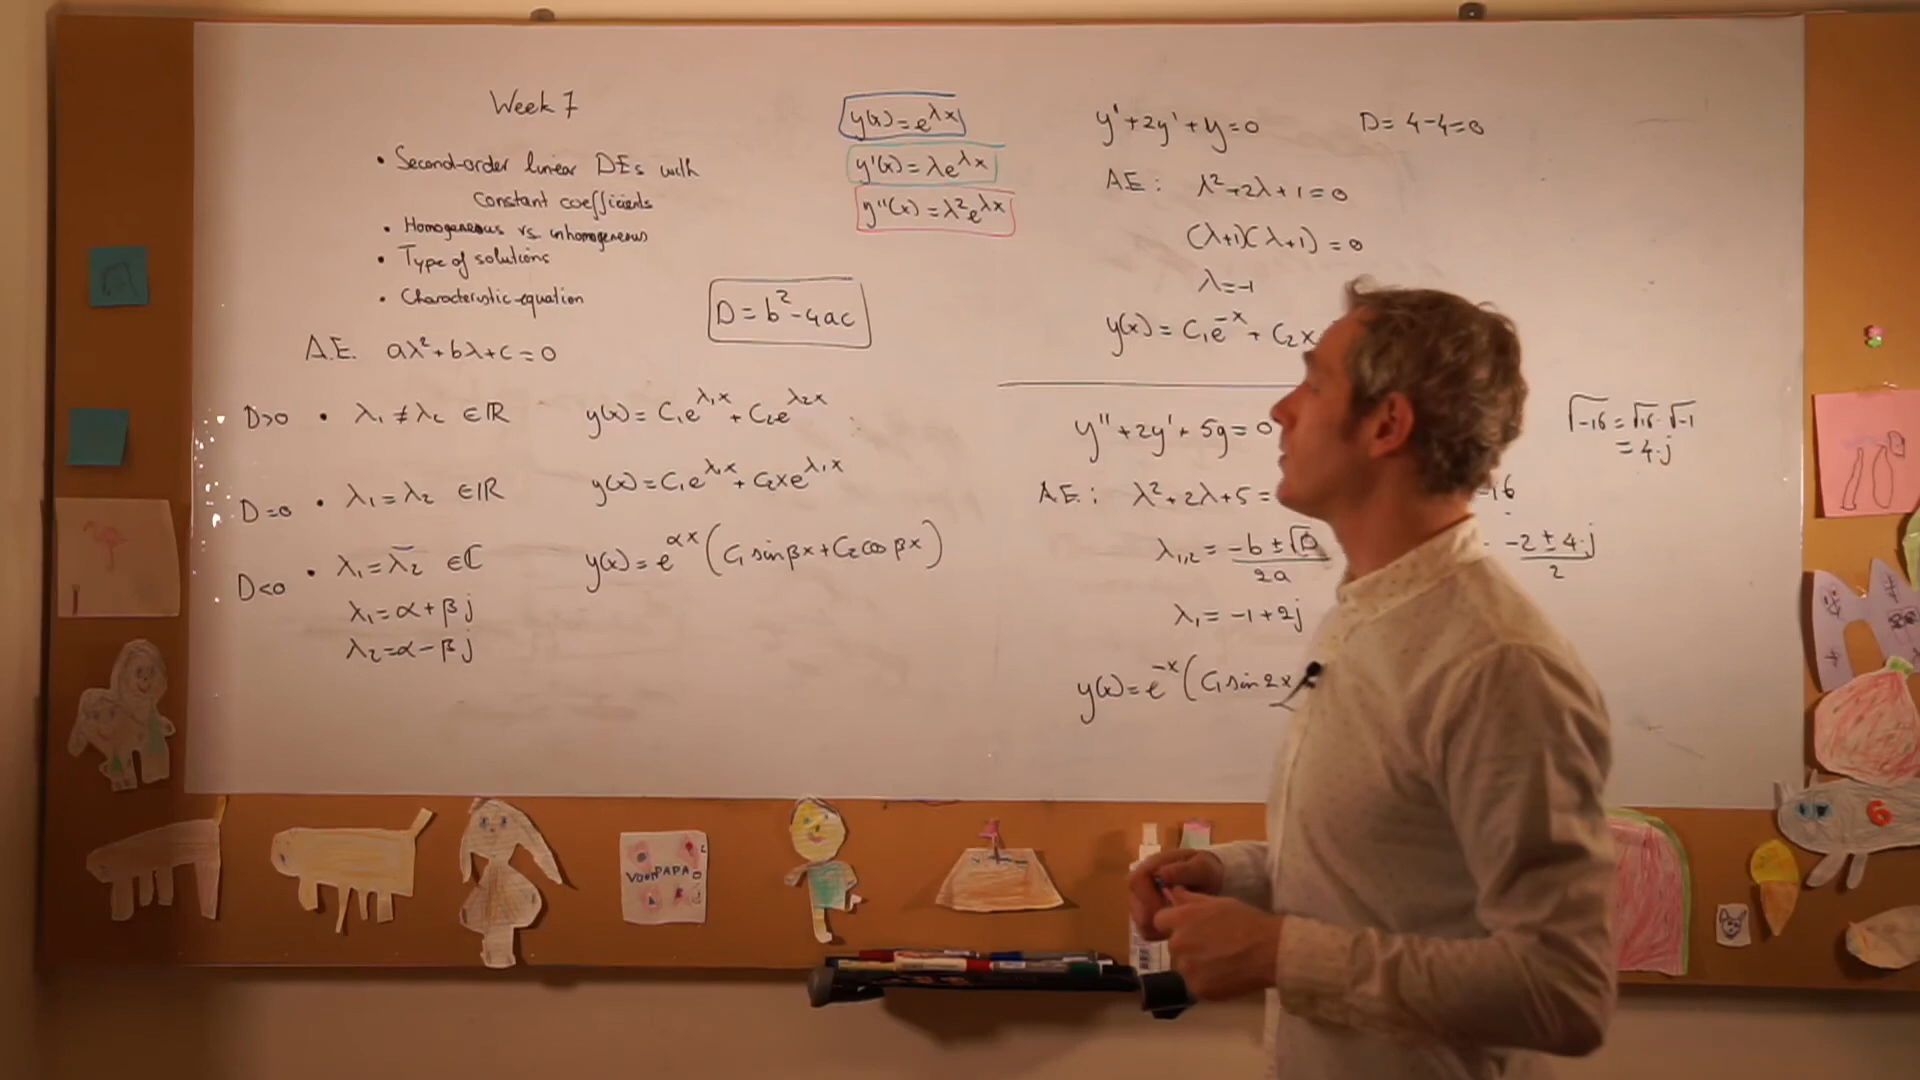 Week 7
• Second-order linear DEs with
constant coefficients
• Homogeneous vs inhomogeneous
• Type of solutions
• Characteristic equation
A.E. aλ²+bλ+c=0
D>0 • λ₁ ≠ λ₂ ∈ℝ y(x)= C₁e^λ₁x + C₂e^λ₂x
D=0 • λ₁=λ₂ ∈ℝ y(x)=C₁e^λ₁x + C₂xe^λ₁x
D<0 • λ₁=λ̄₂ ∈ℂ y(x)=e^αx (C₁sinβx+C₂cosβx)
λ₁=α+βj
λ₂=α-βj
y(x)=e^λx
y'(x)=λe^λx
y''(x)=λ²e^λx
D=b²-4ac
y'+2y'+y=0 D=4-4=0
AE: λ²+2λ+1=0
(λ+1)(λ+1)=0
λ=-1
y(x)=C₁e^-x + C₂x
y''+2y'+5y=0
√-16=√16·√-1
=4·j
A.E.: λ²+2λ+5= -16
λ₁,₂=(-b±√D)/2a (-2±4·j)/2
λ₁=-1+2j
y(x)=e^-x (C₁sin2x
VOOR PAPA
6